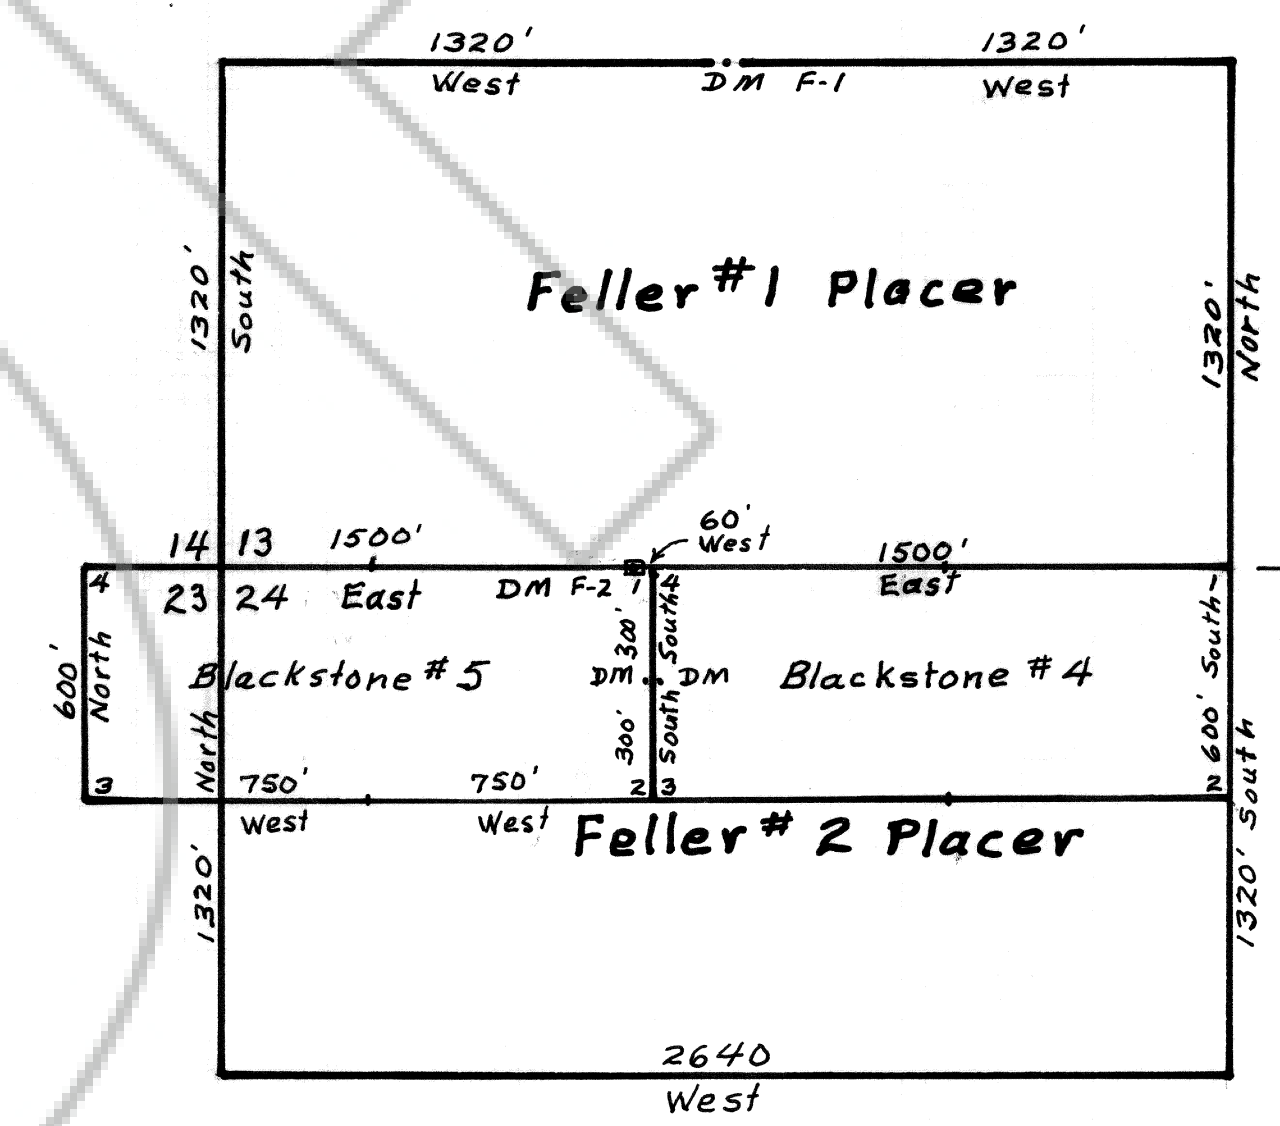 1320' 1320'
West DM F-1 West
Feller #1 Placer
1320'
South
1320'
North
60'
West
14 13 1500' 1500'
4 23 24 East DM F-2 1 4 East
600'
North
300' South
600' South
Blackstone #5 DM DM Blackstone #4
North
300' South
3 750' 750' 2 3 2
West West
Feller # 2 Placer
1320'
1320' South
2640
West